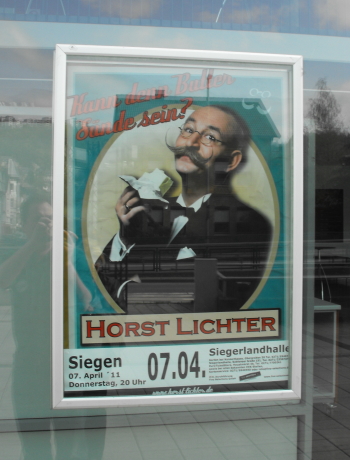 Kann denn Butter
Sünde sein?
HORST LICHTER
Siegen
07. April '11
Donnerstag, 20 Uhr
07.04.
Siegerlandhalle
www.horst-lichter.de